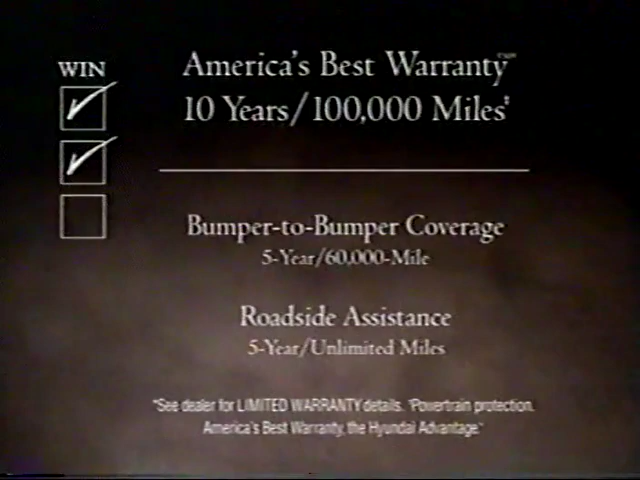 WIN
America's Best Warranty℠
10 Years/100,000 Miles‡
Bumper-to-Bumper Coverage
5-Year/60,000-Mile
Roadside Assistance
5-Year/Unlimited Miles
*See dealer for LIMITED WARRANTY details. ‡Powertrain protection.
America's Best Warranty, the Hyundai Advantage.*